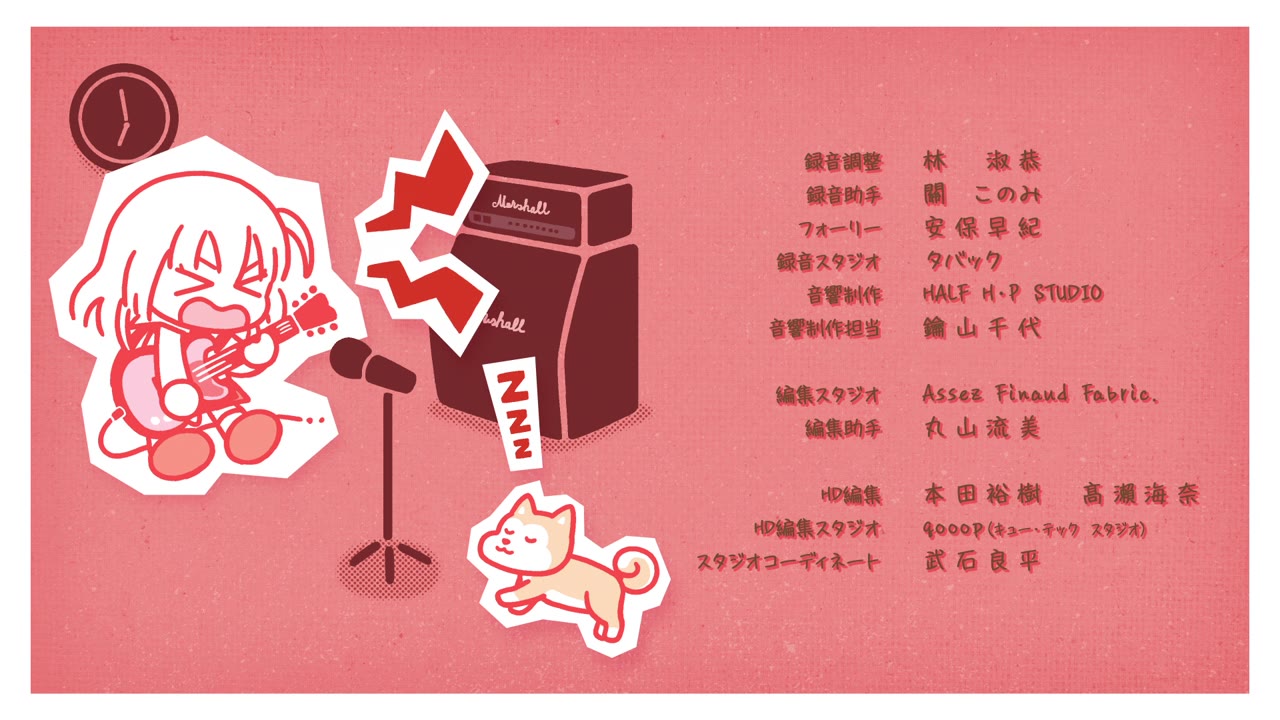 Marshall
Marshall
NNNN
録音調整 林 淑恭
録音助手 關 このみ
フォーリー 安保早紀
録音スタジオ タバック
音響制作 HALF H・P STUDIO
音響制作担当 鑰山千代
編集スタジオ Assez Finaud Fabric.
編集助手 丸山流美
HD編集 本田裕樹 髙瀨海奈
HD編集スタジオ qooop(キュー・テック スタジオ)
スタジオコーディネート 武石良平